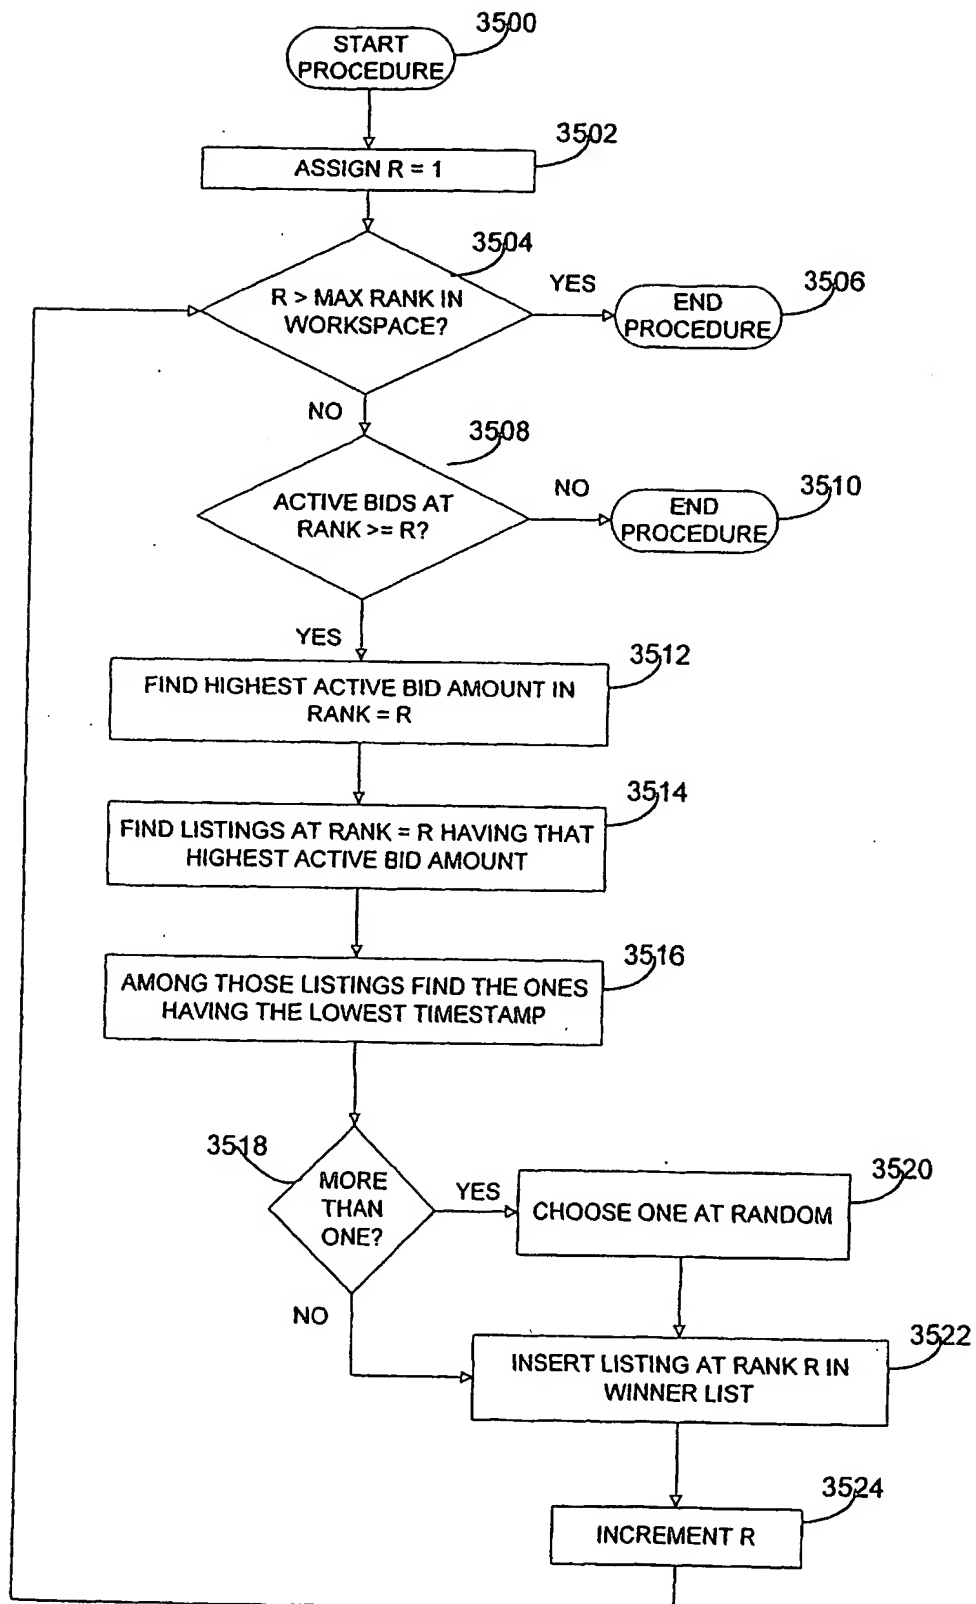 3500
START
PROCEDURE
3502
ASSIGN R = 1
3504
R > MAX RANK IN
WORKSPACE?
YES
3506
END
PROCEDURE
NO
3508
ACTIVE BIDS AT
RANK >= R?
NO
3510
END
PROCEDURE
YES
3512
FIND HIGHEST ACTIVE BID AMOUNT IN
RANK = R
3514
FIND LISTINGS AT RANK = R HAVING THAT
HIGHEST ACTIVE BID AMOUNT
3516
AMONG THOSE LISTINGS FIND THE ONES
HAVING THE LOWEST TIMESTAMP
3518
MORE
THAN
ONE?
YES
3520
CHOOSE ONE AT RANDOM
NO
3522
INSERT LISTING AT RANK R IN
WINNER LIST
3524
INCREMENT R